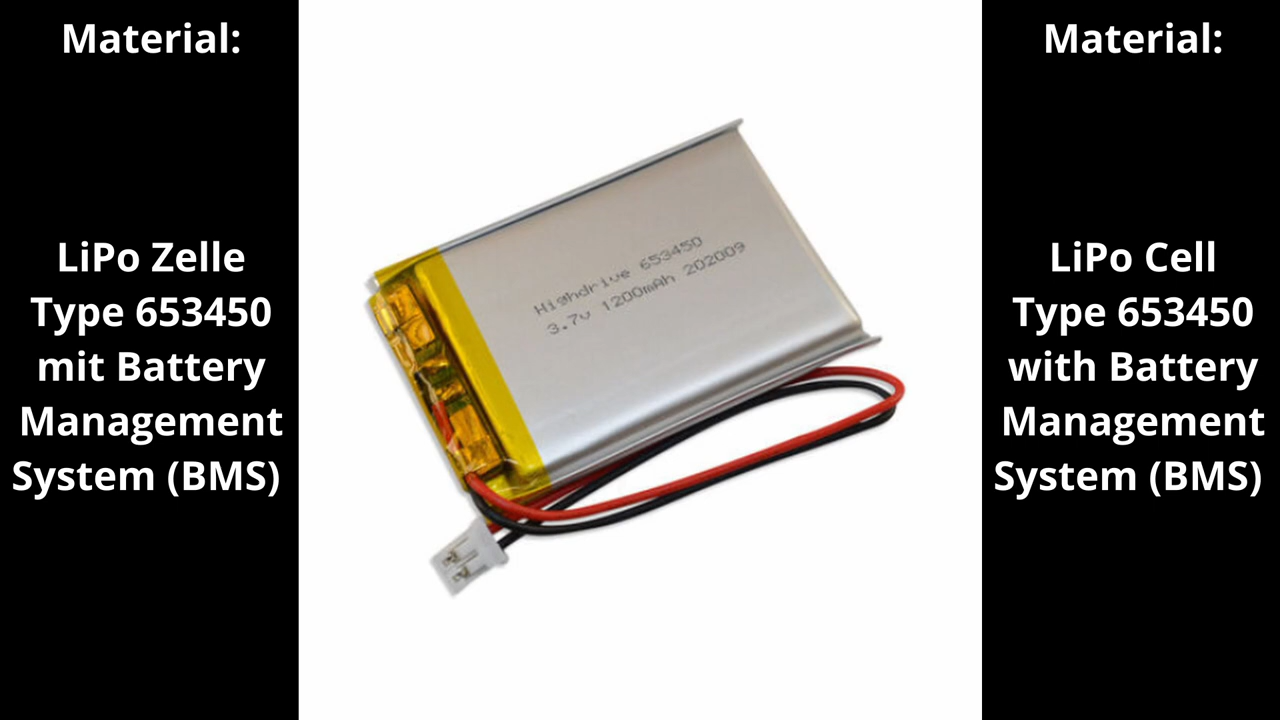 Material:
LiPo Zelle
Type 653450
mit Battery
Management
System (BMS)
Highdrive 653450
3.7v 1200mAh 202009
Material:
LiPo Cell
Type 653450
with Battery
Management
System (BMS)